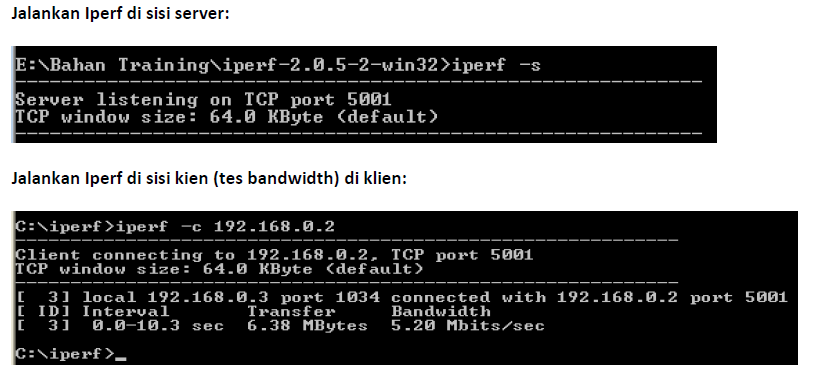 Jalankan Iperf di sisi server:
E:\Bahan Training\iperf-2.0.5-2-win32>iperf -s
------------------------------------------------------------
Server listening on TCP port 5001
TCP window size: 64.0 KByte (default)
------------------------------------------------------------
Jalankan Iperf di sisi kien (tes bandwidth) di klien:
C:\iperf>iperf -c 192.168.0.2
------------------------------------------------------------
Client connecting to 192.168.0.2, TCP port 5001
TCP window size: 64.0 KByte (default)
------------------------------------------------------------
[  3] local 192.168.0.3 port 1034 connected with 192.168.0.2 port 5001
[ ID] Interval       Transfer     Bandwidth
[  3]  0.0-10.3 sec  6.38 MBytes  5.20 Mbits/sec
C:\iperf>_